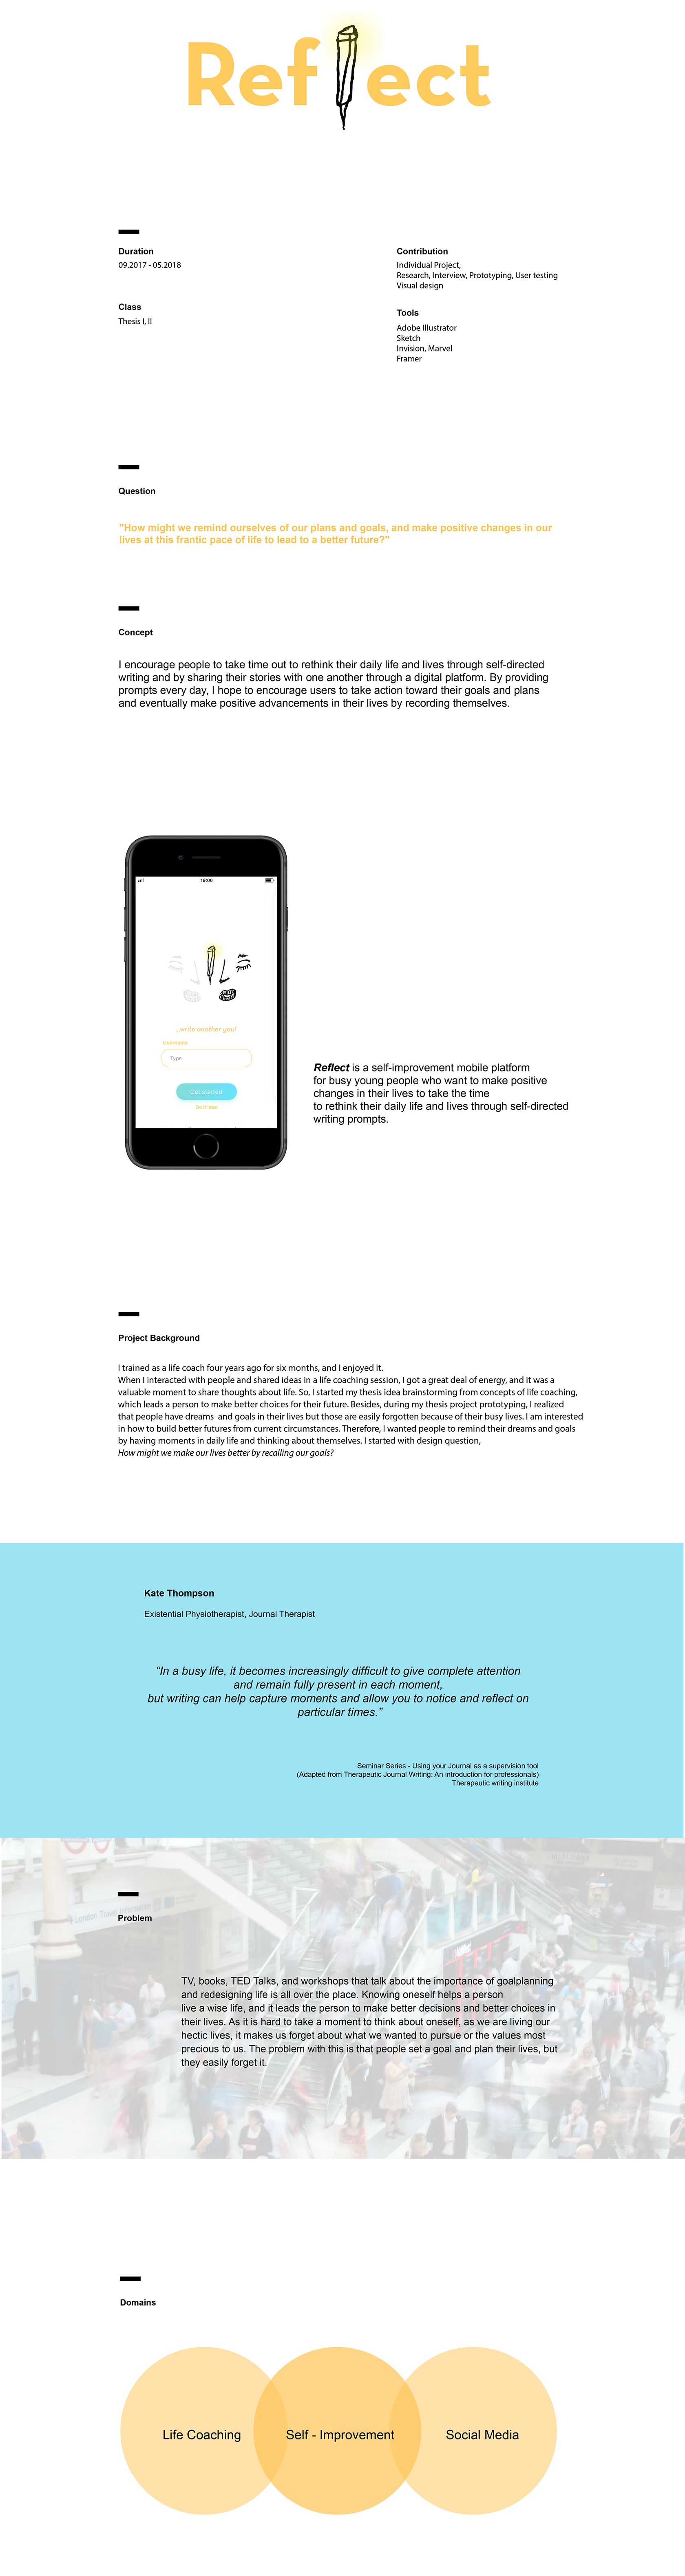 Reflect
Duration
09.2017 - 05.2018
Class
Thesis I, II
Contribution
Individual Project,
Research, Interview, Prototyping, User testing
Visual design
Tools
Adobe Illustrator
Sketch
Invision, Marvel
Framer
Question
"How might we remind ourselves of our plans and goals, and make positive changes in our
lives at this frantic pace of life to lead to a better future?"
Concept
I encourage people to take time out to rethink their daily life and lives through self-directed
writing and by sharing their stories with one another through a digital platform. By providing
prompts every day, I hope to encourage users to take action toward their goals and plans
and eventually make positive advancements in their lives by recording themselves.
19:00
...write another you!
Username
Type
Get started
Reflect is a self-improvement mobile platform
for busy young people who want to make positive
changes in their lives to take the time
to rethink their daily life and lives through self-directed
writing prompts.
Project Background
I trained as a life coach four years ago for six months, and I enjoyed it.
When I interacted with people and shared ideas in a life coaching session, I got a great deal of energy, and it was a
valuable moment to share thoughts about life. So, I started my thesis idea brainstorming from concepts of life coaching,
which leads a person to make better choices for their future. Besides, during my thesis project prototyping, I realized
that people have dreams and goals in their lives but those are easily forgotten because of their busy lives. I am interested
in how to build better futures from current circumstances. Therefore, I wanted people to remind their dreams and goals
by having moments in daily life and thinking about themselves. I started with design question,
How might we make our lives better by recalling our goals?
Kate Thompson
Existential Physiotherapist, Journal Therapist
“In a busy life, it becomes increasingly difficult to give complete attention
and remain fully present in each moment,
but writing can help capture moments and allow you to notice and reflect on
particular times.”
Seminar Series - Using your Journal as a supervision tool
(Adapted from Therapeutic Journal Writing: An introduction for professionals)
Therapeutic writing institute
London Travel
Problem
TV, books, TED Talks, and workshops that talk about the importance of goalplanning
and redesigning life is all over the place. Knowing oneself helps a person
live a wise life, and it leads the person to make better decisions and better choices in
their lives. As it is hard to take a moment to think about oneself, as we are living our
hectic lives, it makes us forget about what we wanted to pursue or the values most
precious to us. The problem with this is that people set a goal and plan their lives, but
they easily forget it.
Domains
Life Coaching
Self - Improvement
Social Media